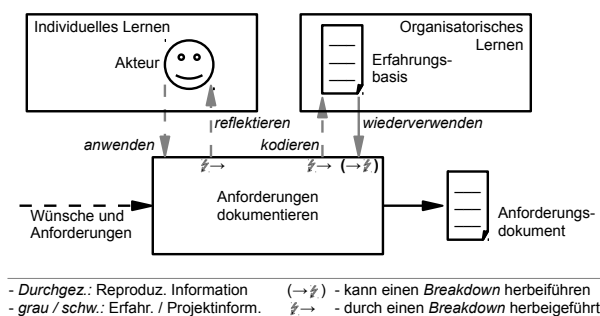 Individuelles Lernen
Akteur
Organisatorisches
Lernen
Erfahrungs-
basis
reflektieren
wiederverwenden
anwenden
kodieren
⚡→
⚡→ (→⚡)
Anforderungen
dokumentieren
Wünsche und
Anforderungen
Anforderungs-
dokument
- Durchgez.: Reproduz. Information
(→⚡) - kann einen Breakdown herbeiführen
- grau / schw.: Erfahr. / Projektinform.
⚡→ - durch einen Breakdown herbeigeführt